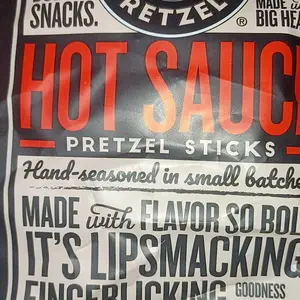 SNACKS.
PRETZEL
®
MADE
BIG HEA
HOT SAUC
PRETZEL STICKS
Hand-seasoned in small batche
MADE with FLAVOR SO BOL
IT'S LIPSMACKING
FINGERLICKING GOODNESS